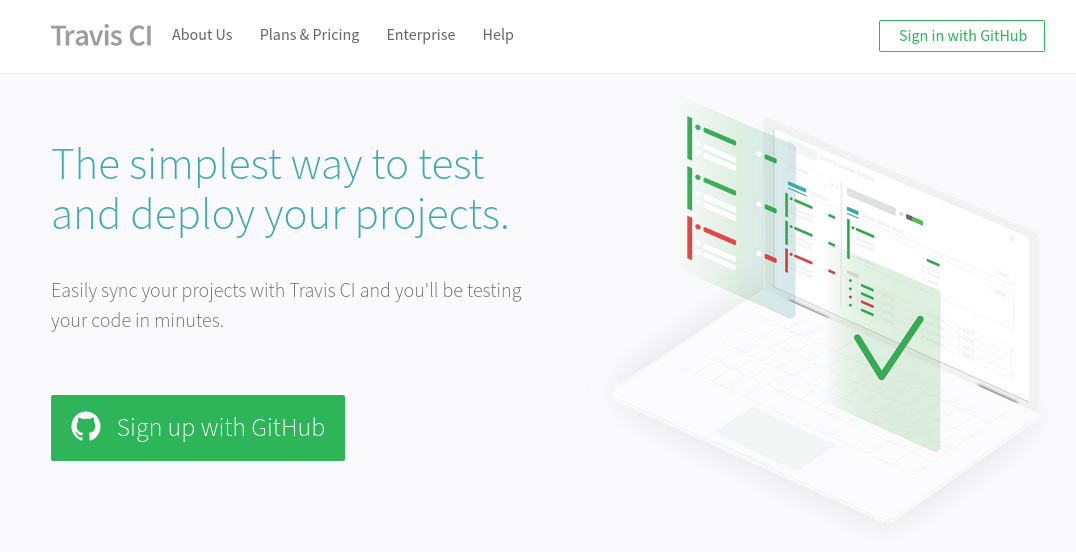 Travis CI
About Us
Plans & Pricing
Enterprise
Help
Sign in with GitHub
The simplest way to test
and deploy your projects.
Easily sync your projects with Travis CI and you'll be testing
your code in minutes.
Sign up with GitHub